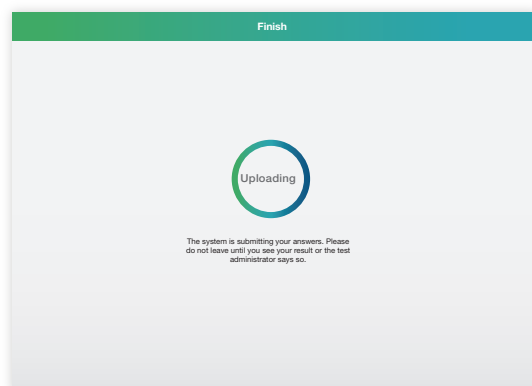 Finish
Uploading
The system is submitting your answers. Please
do not leave until you see your result or the test
administrator says so.